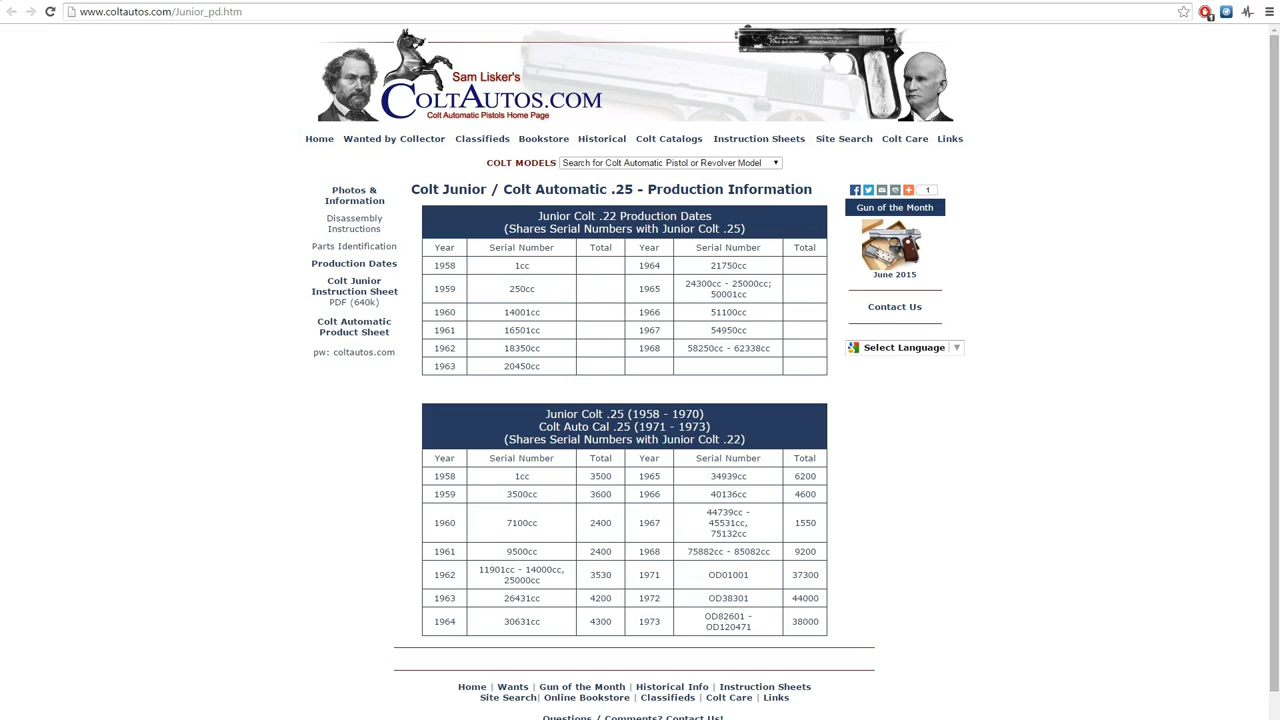 www.coltautos.com/Junior_pd.htm
Sam Lisker's
COLTAUTOS.COM
Colt Automatic Pistols Home Page
Home Wanted by Collector Classifieds Bookstore Historical Colt Catalogs Instruction Sheets Site Search Colt Care Links
COLT MODELS Search for Colt Automatic Pistol or Revolver Model
Photos &
Information
Disassembly
Instructions
Parts Identification
Production Dates
Colt Junior
Instruction Sheet
PDF (640k)
Colt Automatic
Product Sheet
pw: coltautos.com
Colt Junior / Colt Automatic .25 - Production Information
Junior Colt .22 Production Dates
(Shares Serial Numbers with Junior Colt .25)
Year Serial Number Total Year Serial Number Total
1958 1cc 1964 21750cc
1959 250cc 1965 24300cc - 25000cc;
50001cc
1960 14001cc 1966 51100cc
1961 16501cc 1967 54950cc
1962 18350cc 1968 58250cc - 62338cc
1963 20450cc
Junior Colt .25 (1958 - 1970)
Colt Auto Cal .25 (1971 - 1973)
(Shares Serial Numbers with Junior Colt .22)
Year Serial Number Total Year Serial Number Total
1958 1cc 3500 1965 34939cc 6200
1959 3500cc 3600 1966 40136cc 4600
1960 7100cc 2400 1967 44739cc -
45531cc,
75132cc 1550
1961 9500cc 2400 1968 75882cc - 85082cc 9200
1962 11901cc - 14000cc,
25000cc 3530 1971 OD01001 37300
1963 26431cc 4200 1972 OD38301 44000
1964 30631cc 4300 1973 OD82601 -
OD120471 38000
1
Gun of the Month
June 2015
Contact Us
Select Language
Home | Wants | Gun of the Month | Historical Info | Instruction Sheets
Site Search| Online Bookstore | Classifieds | Colt Care | Links
Questions / Comments? Contact Us!